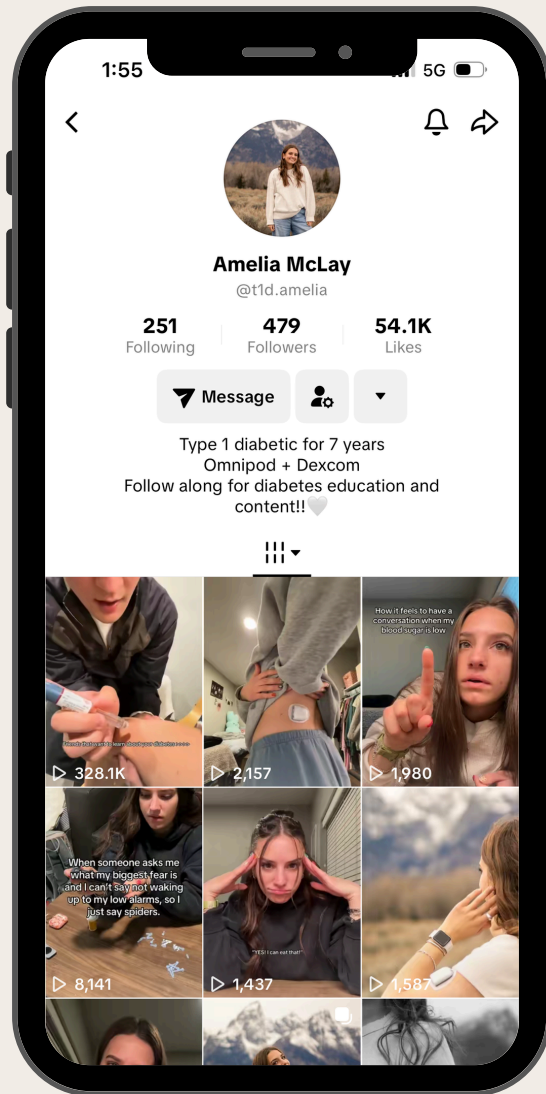 1:55
5G
Amelia McLay
@t1d.amelia
251
479
54.1K
Following
Followers
Likes
Message
Type 1 diabetic for 7 years
Omnipod + Dexcom
Follow along for diabetes education and
content!!🤍
How it feels to have a
conversation when my
blood sugar is low
328.1K
2,157
1,980
When someone asks me
what my biggest fear is
and I can't say not waking
up to my low alarms, so I
just say spiders.
"YES! I can eat that!"
8,141
1,437
1,587